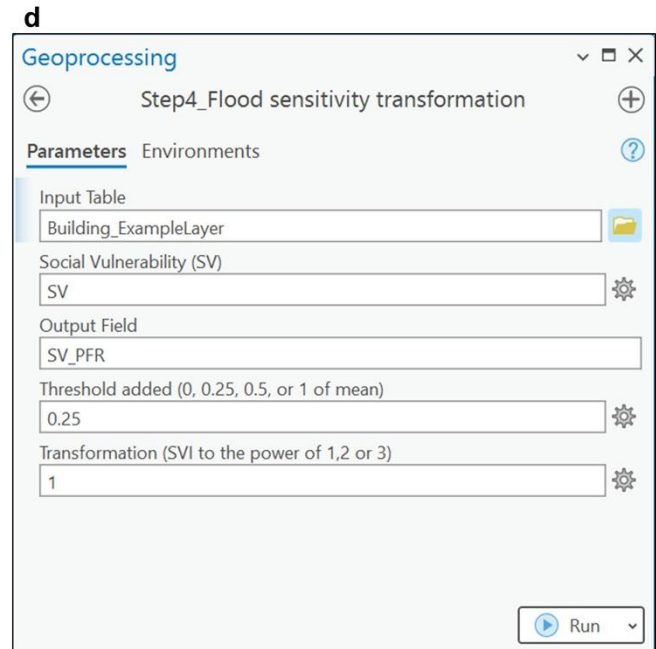 d
Geoprocessing
Step4_Flood sensitivity transformation
Parameters Environments
Input Table
Building_ExampleLayer
Social Vulnerability (SV)
SV
Output Field
SV_PFR
Threshold added (0, 0.25, 0.5, or 1 of mean)
0.25
Transformation (SVI to the power of 1,2 or 3)
1
Run